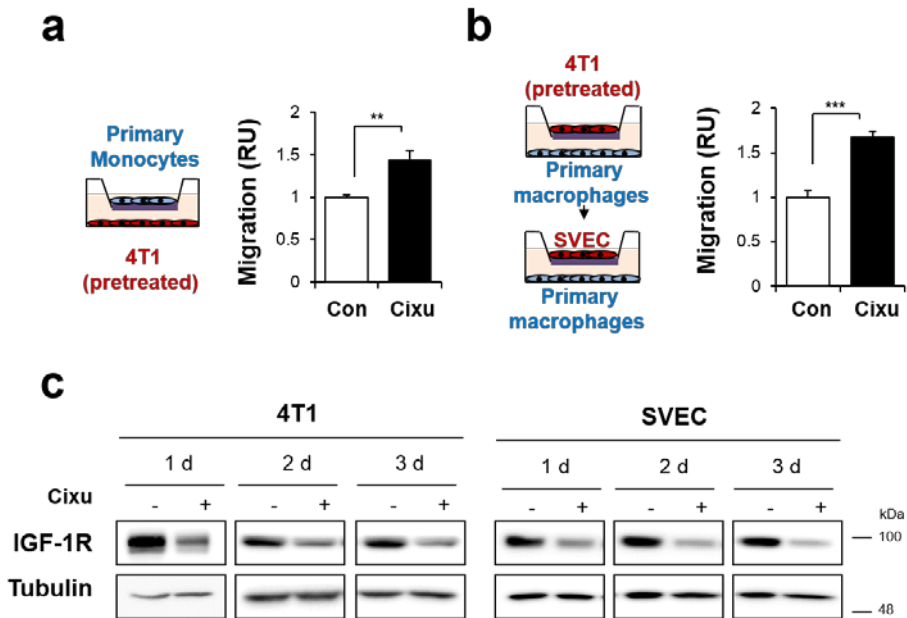 a
Primary
Monocytes
4T1
(pretreated)
Migration (RU)
2
1.5
1
0.5
0
**
Con
Cixu
b
4T1
(pretreated)
Primary
macrophages
SVEC
Primary
macrophages
Migration (RU)
2
1.5
1
0.5
0
***
Con
Cixu
c
4T1
SVEC
1 d
2 d
3 d
1 d
2 d
3 d
Cixu
- + - + - + - + - + - +
kDa
IGF-1R
100
Tubulin
48